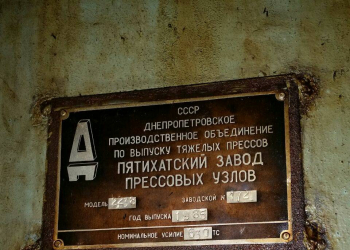 СССР
ДНЕПРОПЕТРОВСКОЕ
ПРОИЗВОДСТВЕННОЕ ОБЪЕДИНЕНИЕ
ПО ВЫПУСКУ ТЯЖЕЛЫХ ПРЕССОВ
ПЯТИХАТСКИЙ ЗАВОД
ПРЕССОВЫХ УЗЛОВ
МОДЕЛЬ ЗАВОДСКОЙ №
ГОД ВЫПУСКА
НОМИНАЛЬНОЕ УСИЛИЕ ТС